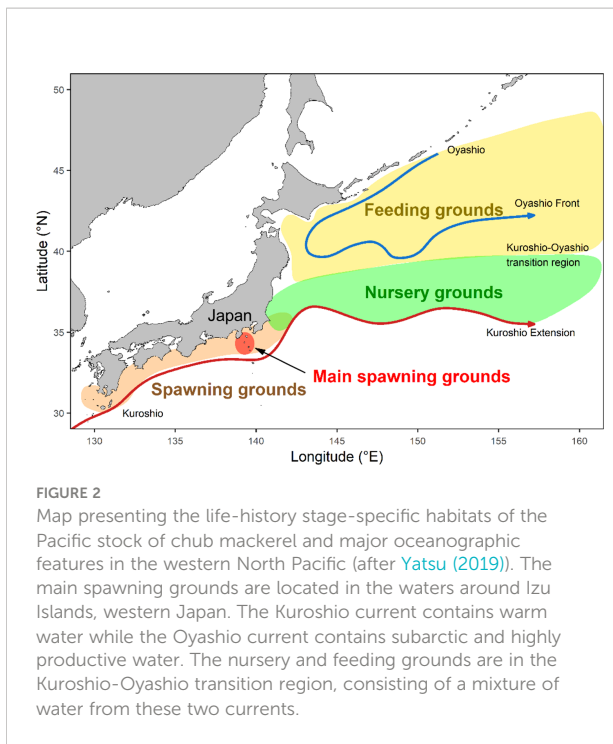 50
45
40
35
30
Latitude (°N)
Oyashio
Oyashio Front
Feeding grounds
Kuroshio-Oyashio
transition region
Nursery grounds
Japan
Kuroshio Extension
Main spawning grounds
Spawning grounds
Kuroshio
130 135 140 145 150 155 160
Longitude (°E)
FIGURE 2
Map presenting the life-history stage-specific habitats of the
Pacific stock of chub mackerel and major oceanographic
features in the western North Pacific (after Yatsu (2019)). The
main spawning grounds are located in the waters around Izu
Islands, western Japan. The Kuroshio current contains warm
water while the Oyashio current contains subarctic and highly
productive water. The nursery and feeding grounds are in the
Kuroshio-Oyashio transition region, consisting of a mixture of
water from these two currents.